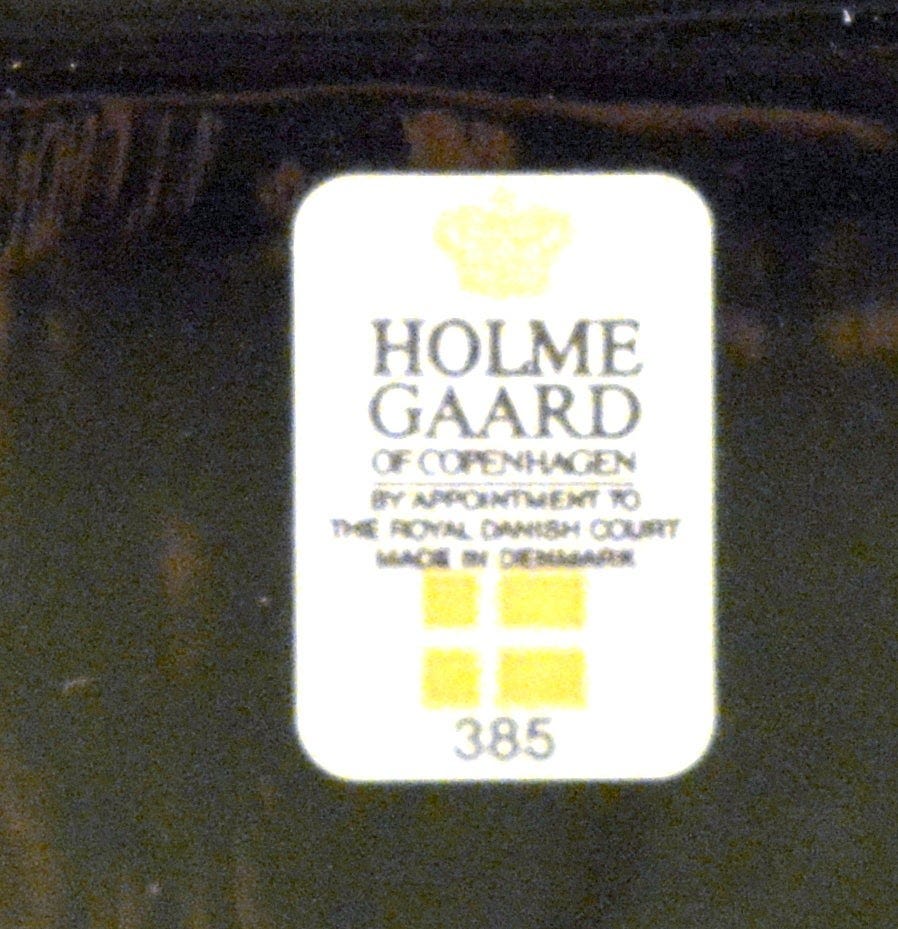 HOLME
GAARD
OF COPENHAGEN
BY APPOINTMENT TO
THE ROYAL DANISH COURT
MADE IN DENMARK
385